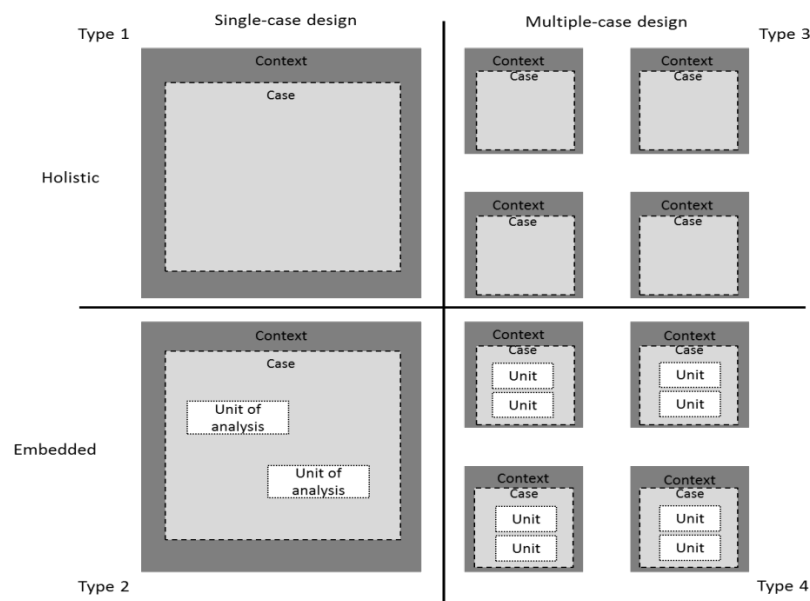 Single-case design
Multiple-case design
Type 1
Type 3
Holistic
Context
Case
Context
Case
Context
Case
Context
Case
Context
Case
Embedded
Context
Case
Unit of
analysis
Unit of
analysis
Context
Case
Unit
Unit
Context
Case
Unit
Unit
Context
Case
Unit
Unit
Context
Case
Unit
Unit
Type 2
Type 4